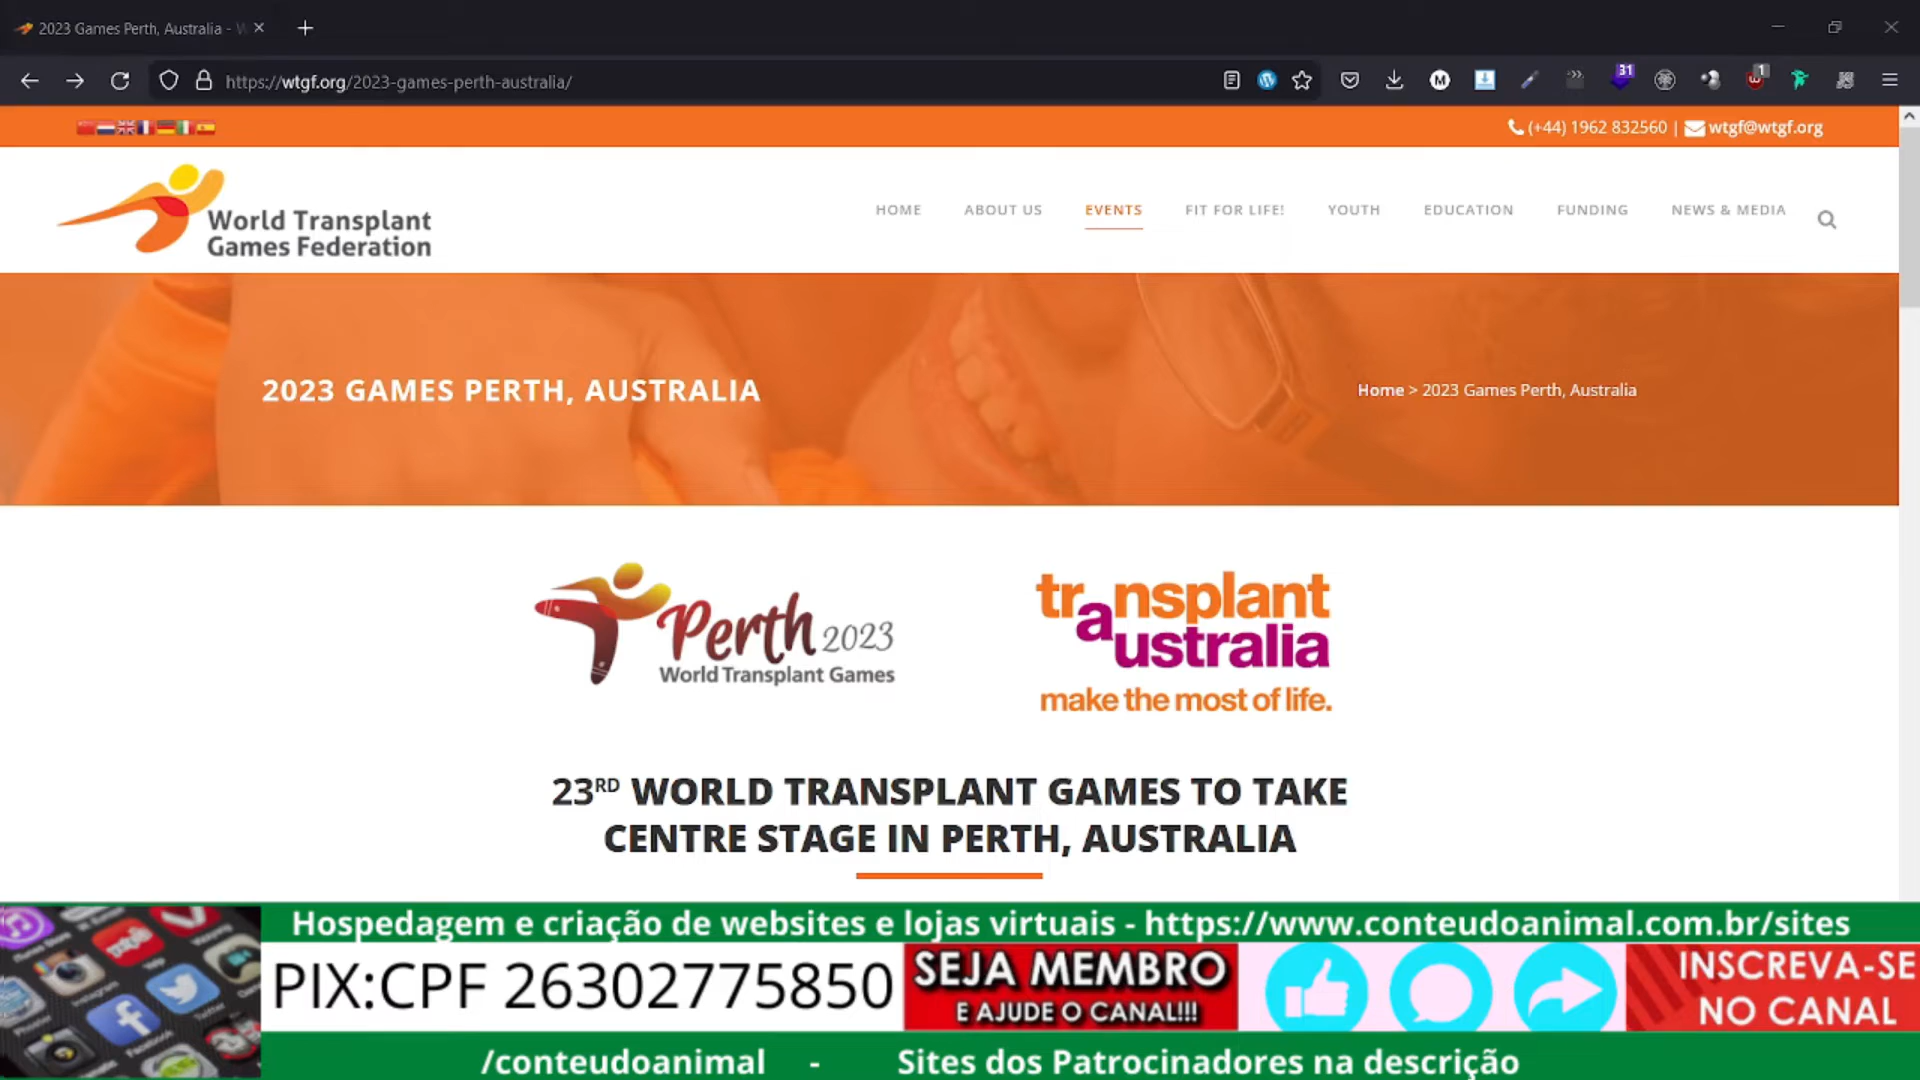 2023 Games Perth, Australia - W
https://wtgf.org/2023-games-perth-australia/
31
1
(+44) 1962 832560 | wtgf@wtgf.org
World Transplant
Games Federation
HOME ABOUT US EVENTS FIT FOR LIFE! YOUTH EDUCATION FUNDING NEWS & MEDIA
2023 GAMES PERTH, AUSTRALIA
Home > 2023 Games Perth, Australia
Perth 2023
World Transplant Games
transplant
australia
make the most of life.
23RD WORLD TRANSPLANT GAMES TO TAKE
CENTRE STAGE IN PERTH, AUSTRALIA
Hospedagem e criação de websites e lojas virtuais - https://www.conteudoanimal.com.br/sites
PIX:CPF 26302775850
SEJA MEMBRO
E AJUDE O CANAL!!!
INSCREVA-SE
NO CANAL
/conteudoanimal - Sites dos Patrocinadores na descrição